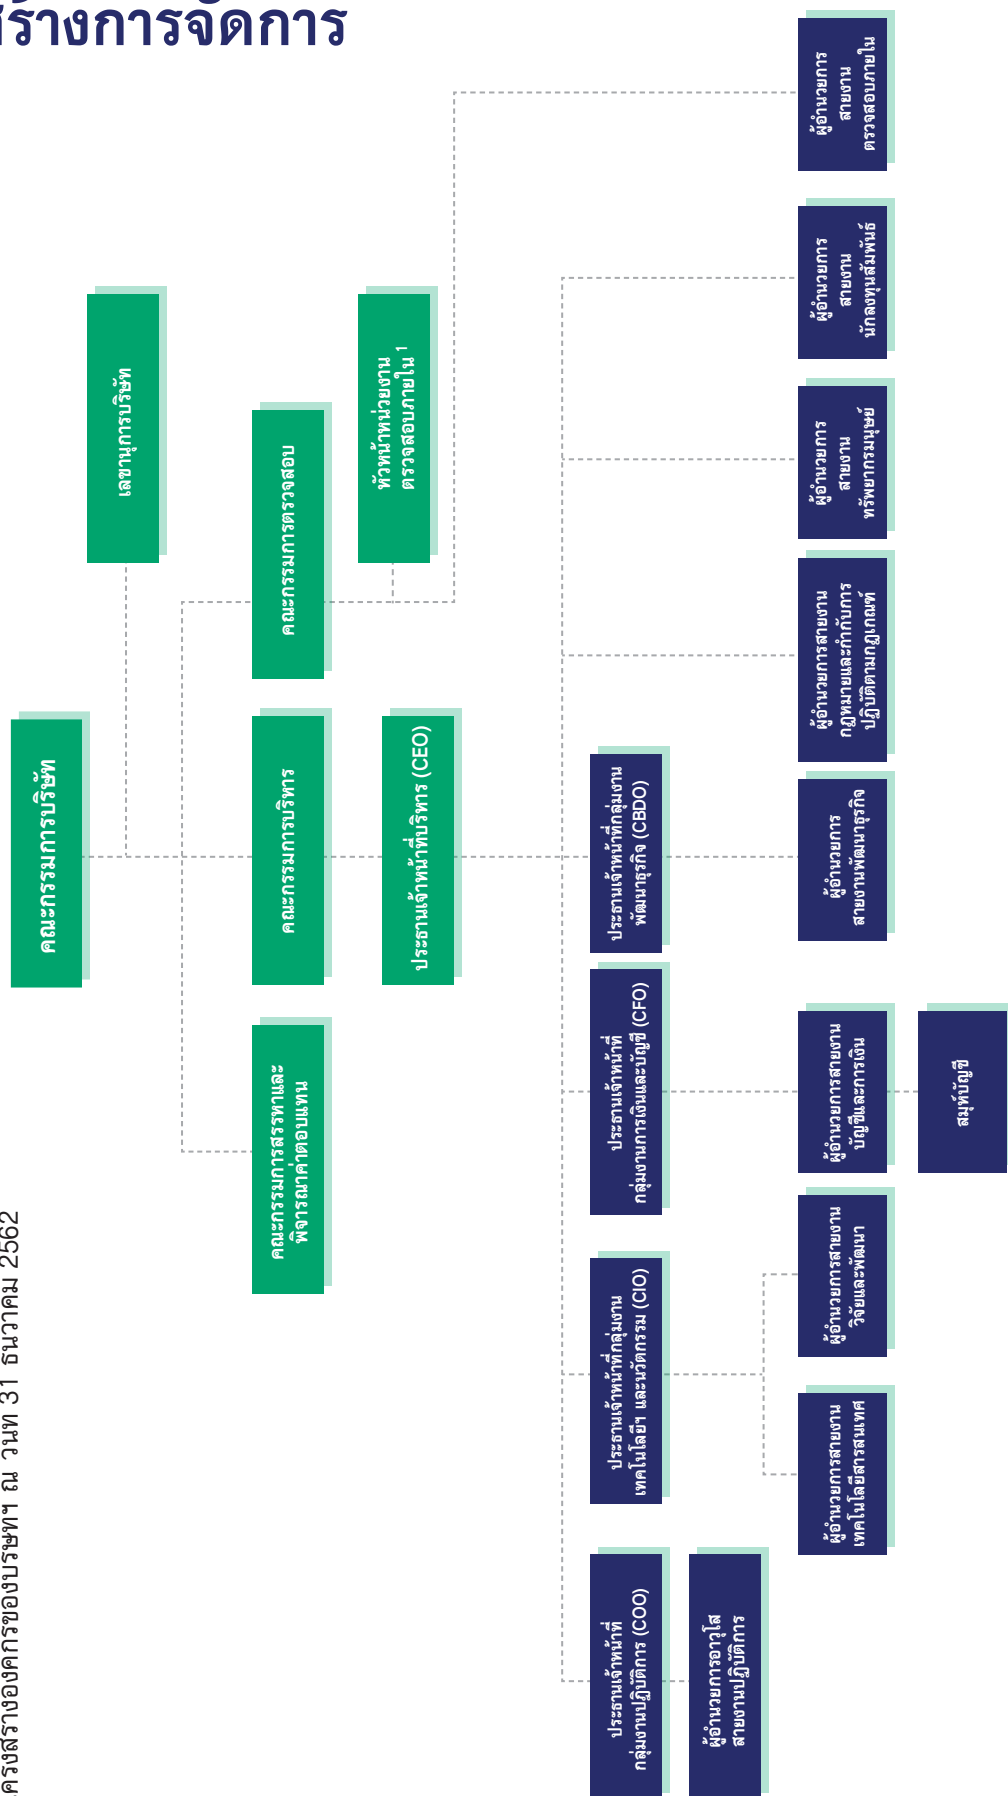 สร้างการจัดการ
โครงสร้างองค์กรของบริษัทฯ ณ วันที่ 31 ธันวาคม 2562
คณะกรรมการบริษัท
เลขานุการบริษัท
คณะกรรมการสรรหาและ
พิจารณาค่าตอบแทน
คณะกรรมการบริหาร
คณะกรรมการตรวจสอบ
ประธานเจ้าหน้าที่บริหาร (CEO)
หัวหน้าหน่วยงาน
ตรวจสอบภายใน 1
ประธานเจ้าหน้าที่
กลุ่มงานปฏิบัติการ (COO)
ประธานเจ้าหน้าที่กลุ่มงาน
เทคโนโลยีฯ และนวัตกรรม (CIO)
ประธานเจ้าหน้าที่
กลุ่มงานการเงินและบัญชี (CFO)
ประธานเจ้าหน้าที่กลุ่มงาน
พัฒนาธุรกิจ (CBDO)
ผู้อำนวยการอาวุโส
สายงานปฏิบัติการ
ผู้อำนวยการสายงาน
เทคโนโลยีสารสนเทศ
ผู้อำนวยการสายงาน
วิจัยและพัฒนา
ผู้อำนวยการสายงาน
บัญชีและการเงิน
ผู้อำนวยการ
สายงานพัฒนาธุรกิจ
ผู้อำนวยการสายงาน
กฎหมายและกำกับการ
ปฏิบัติตามกฎเกณฑ์
ผู้อำนวยการ
สายงาน
ทรัพยากรมนุษย์
ผู้อำนวยการ
สายงาน
นักลงทุนสัมพันธ์
ผู้อำนวยการ
สายงาน
ตรวจสอบภายใน
สมุห์บัญชี